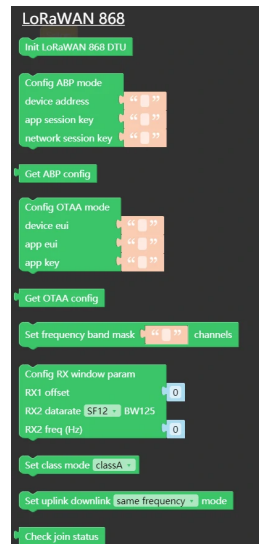 LoRaWAN 868
Init LoRaWAN 868 DTU
Config ABP mode
device address “ ”
app session key “ ”
network session key “ ”
Get ABP config
Config OTAA mode
device eui “ ”
app eui “ ”
app key “ ”
Get OTAA config
Set frequency band mask “ ” channels
Config RX window param
RX1 offset 0
RX2 datarate SF12 BW125
RX2 freq (Hz) 0
Set class mode classA
Set uplink downlink same frequency mode
Check join status